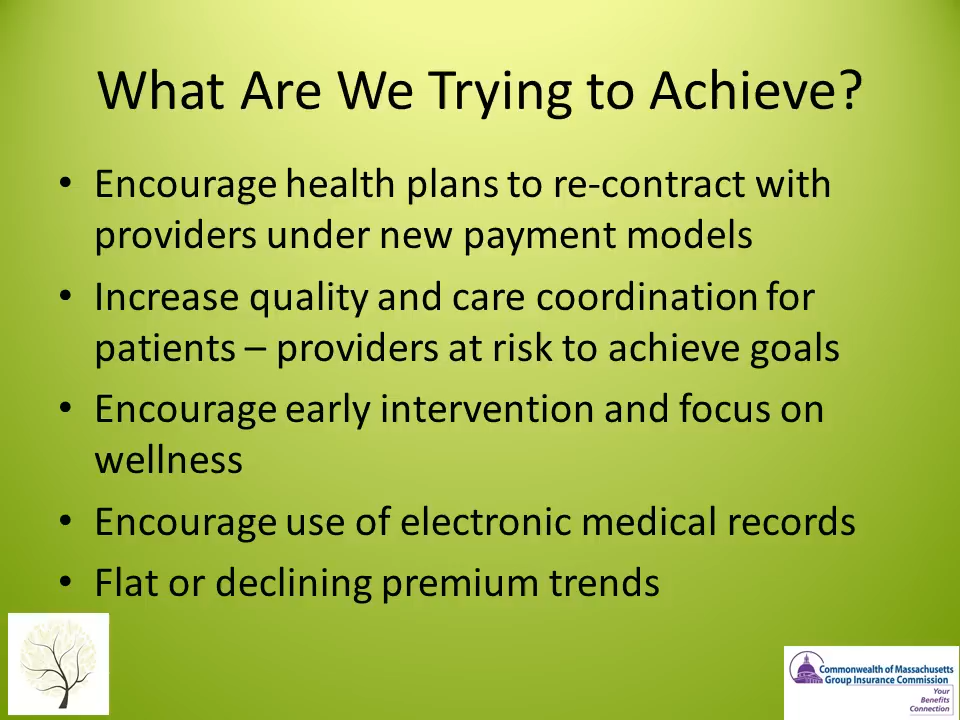 What Are We Trying to Achieve?
• Encourage health plans to re-contract with
providers under new payment models
• Increase quality and care coordination for
patients – providers at risk to achieve goals
• Encourage early intervention and focus on
wellness
• Encourage use of electronic medical records
• Flat or declining premium trends
Commonwealth of Massachusetts
Group Insurance Commission
Your
Benefits
Connection